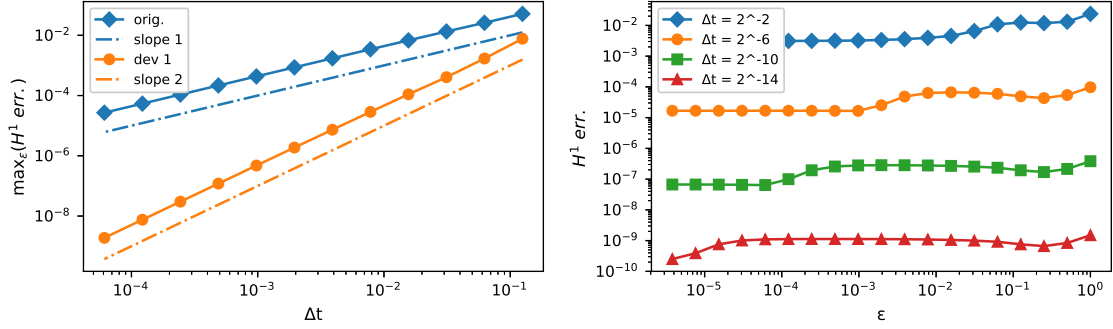 orig.
slope 1
dev 1
slope 2
max_ε(H^1 err. )
10^−2
10^−4
10^−6
10^−8
10^−4
10^−3
10^−2
10^−1
Δt
Δt = 2^-2
Δt = 2^-6
Δt = 2^-10
Δt = 2^-14
H^1 err.
10^−2
10^−3
10^−4
10^−5
10^−6
10^−7
10^−8
10^−9
10^−10
10^−5
10^−4
10^−3
10^−2
10^−1
10^0
ε